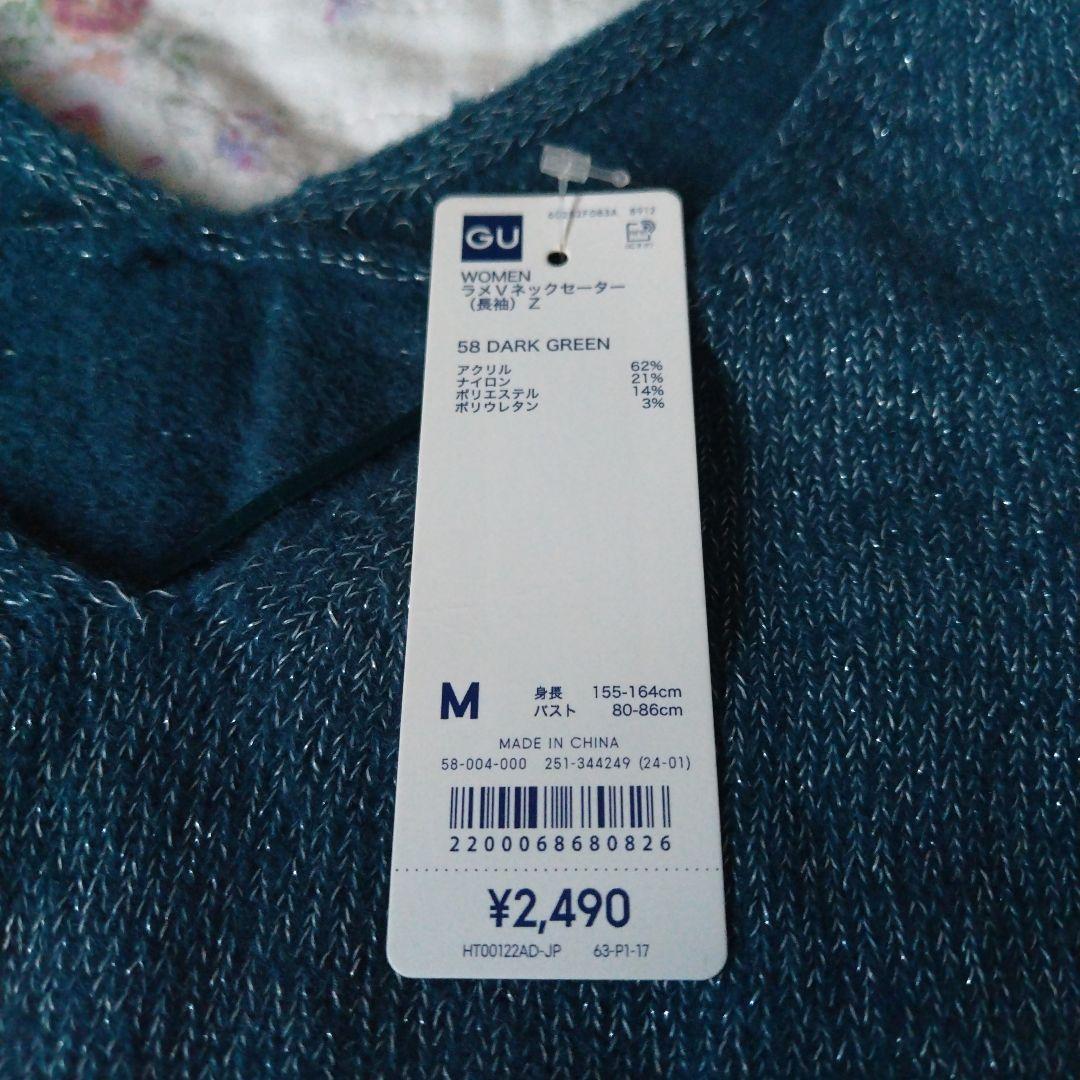 GU
8912
WOMEN
ラメVネックセーター
（長袖）Z
58 DARK GREEN
アクリル 62%
ナイロン 21%
ポリエステル 14%
ポリウレタン 3%
M
身長 155-164cm
バスト 80-86cm
MADE IN CHINA
58-004-000 251-344249 (24-01)
2200068680826
¥2,490
HT00122AD-JP 63-P1-17